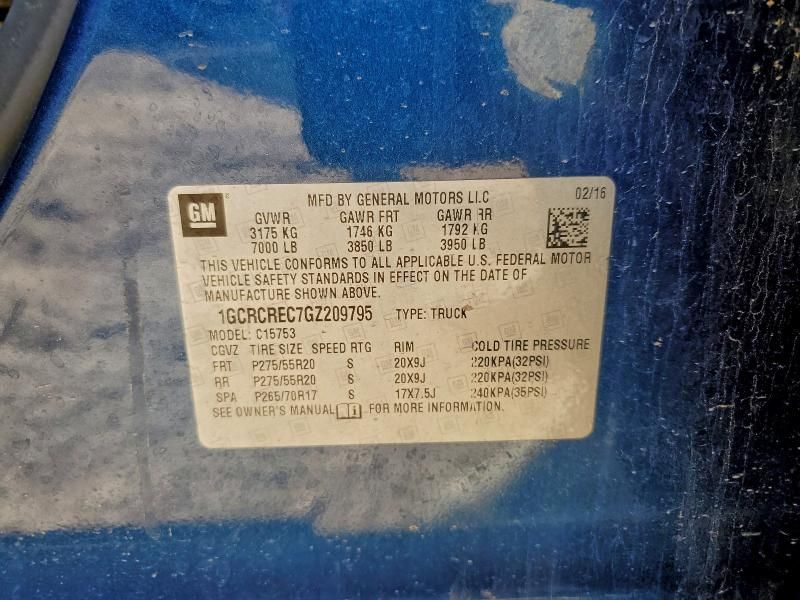 GM
MFD BY GENERAL MOTORS LLC
02/16
GVWR GAWR FRT GAWR RR
3175 KG 1746 KG 1792 KG
7000 LB 3850 LB 3950 LB
THIS VEHICLE CONFORMS TO ALL APPLICABLE U.S. FEDERAL MOTOR
VEHICLE SAFETY STANDARDS IN EFFECT ON THE DATE OF
MANUFACTURE SHOWN ABOVE.
1GCRCREC7GZ209795 TYPE: TRUCK
MODEL: C15753
CGVZ TIRE SIZE SPEED RTG RIM COLD TIRE PRESSURE
FRT P275/55R20 S 20X9J 220KPA(32PSI)
RR P275/55R20 S 20X9J 220KPA(32PSI)
SPA P265/70R17 S 17X7.5J 240KPA(35PSI)
SEE OWNER'S MANUAL FOR MORE INFORMATION.